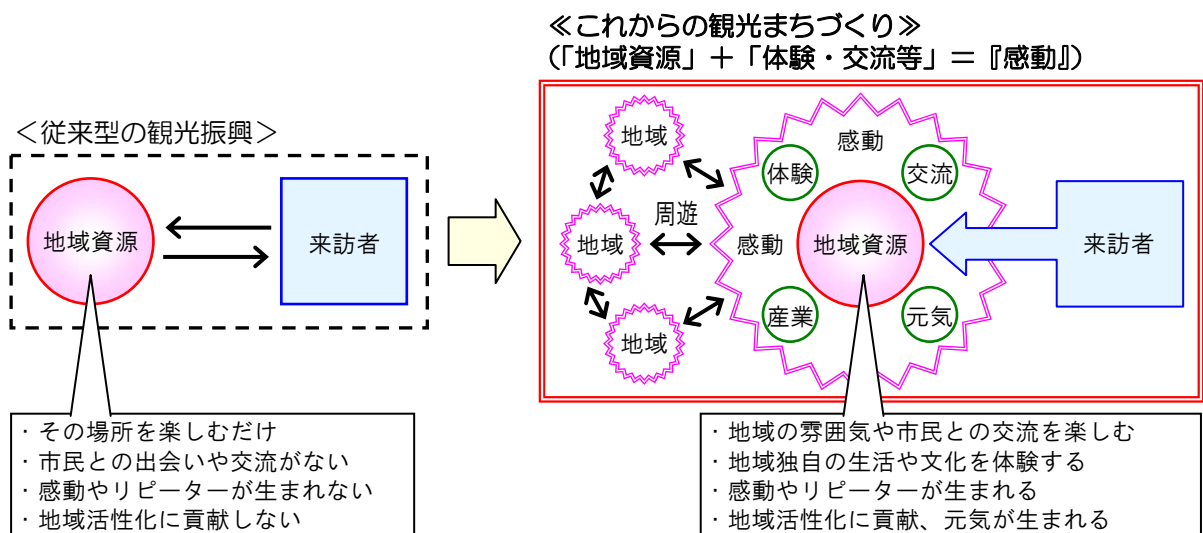 ≪これからの観光まちづくり≫
(「地域資源」＋「体験・交流等」＝『感動』)
＜従来型の観光振興＞
地域資源
来訪者
・その場所を楽しむだけ
・市民との出会いや交流がない
・感動やリピーターが生まれない
・地域活性化に貢献しない
地域
地域
地域
周遊
感動
感動
体験
交流
地域資源
産業
元気
来訪者
・地域の雰囲気や市民との交流を楽しむ
・地域独自の生活や文化を体験する
・感動やリピーターが生まれる
・地域活性化に貢献、元気が生まれる